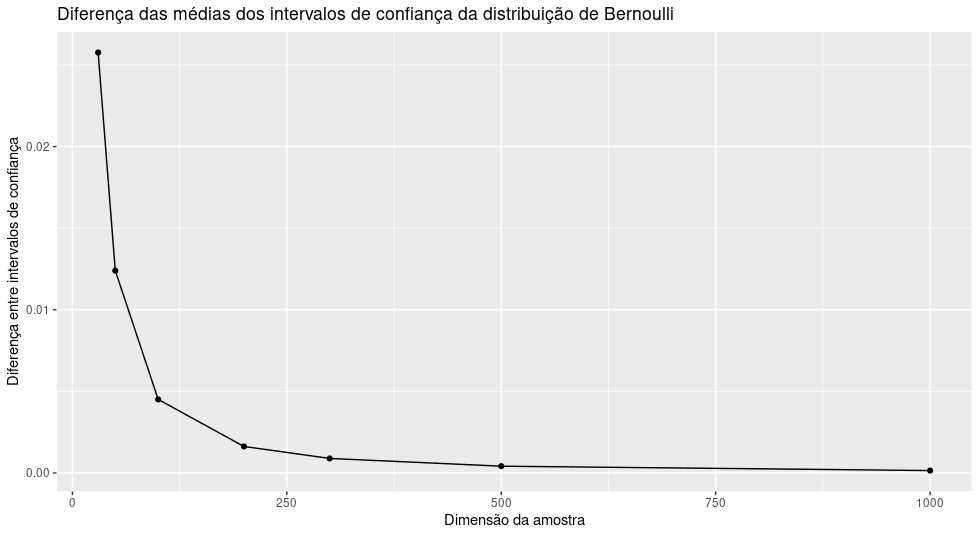 Diferença das médias dos intervalos de confiança da distribuição de Bernoulli
Diferença entre intervalos de confiança
0.02
0.01
0.00
0
250
500
750
1000
Dimensão da amostra